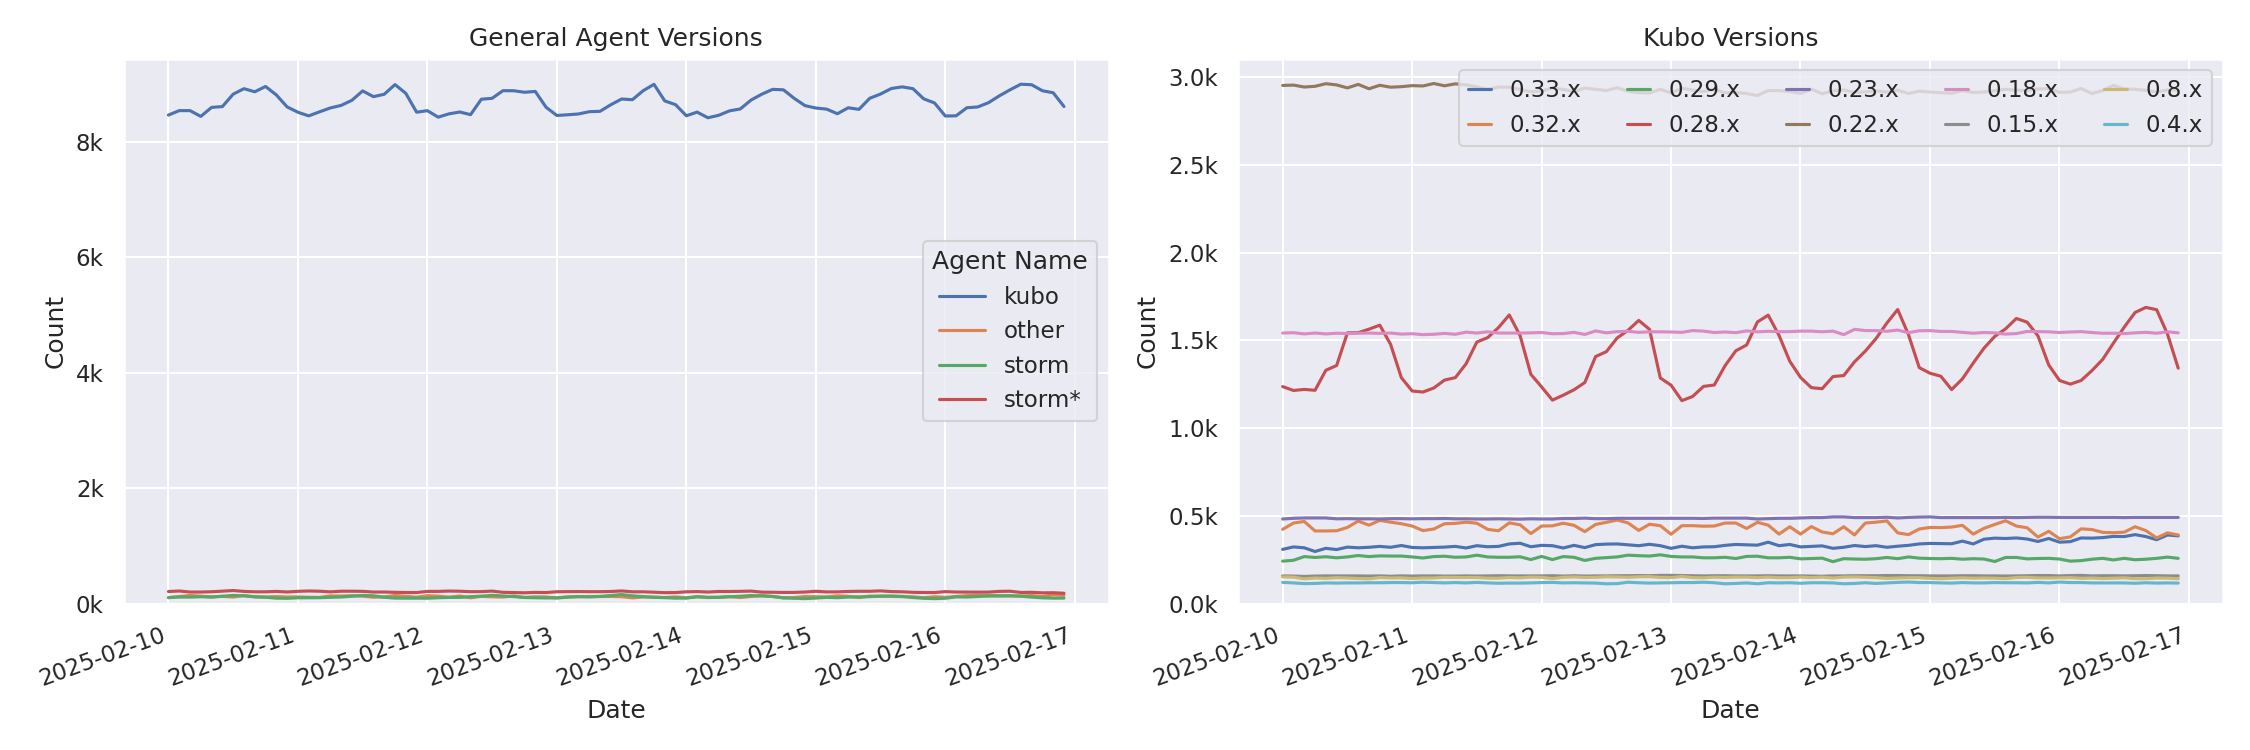 General Agent Versions
Count
8k
6k
4k
2k
0k
Agent Name
kubo
other
storm
storm*
2025-02-10
2025-02-11
2025-02-12
2025-02-13
2025-02-14
2025-02-15
2025-02-16
2025-02-17
Date
Kubo Versions
Count
3.0k
2.5k
2.0k
1.5k
1.0k
0.5k
0.0k
0.33.x 0.29.x 0.23.x 0.18.x 0.8.x
0.32.x 0.28.x 0.22.x 0.15.x 0.4.x
2025-02-10
2025-02-11
2025-02-12
2025-02-13
2025-02-14
2025-02-15
2025-02-16
2025-02-17
Date